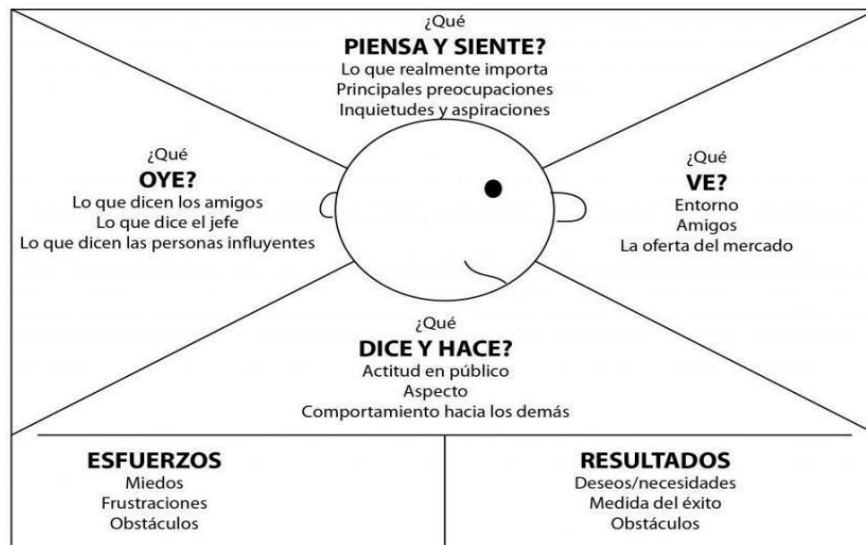 ¿Qué
PIENSA Y SIENTE?
Lo que realmente importa
Principales preocupaciones
Inquietudes y aspiraciones
¿Qué
OYE?
Lo que dicen los amigos
Lo que dice el jefe
Lo que dicen las personas influyentes
¿Qué
VE?
Entorno
Amigos
La oferta del mercado
¿Qué
DICE Y HACE?
Actitud en público
Aspecto
Comportamiento hacia los demás
ESFUERZOS
Miedos
Frustraciones
Obstáculos
RESULTADOS
Deseos/necesidades
Medida del éxito
Obstáculos